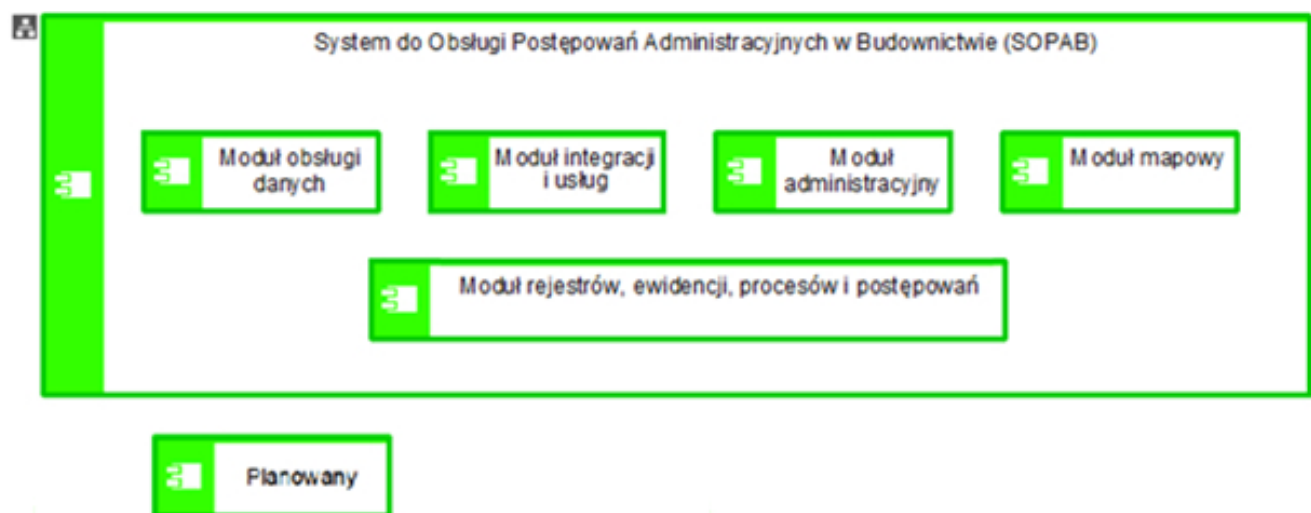 System do Obsługi Postępowań Administracyjnych w Budownictwie (SOPAB)
Moduł obsługi
danych
Moduł integracji
i usług
Moduł
administracyjny
Moduł mapowy
Moduł rejestrów, ewidencji, procesów i postępowań
Planowany